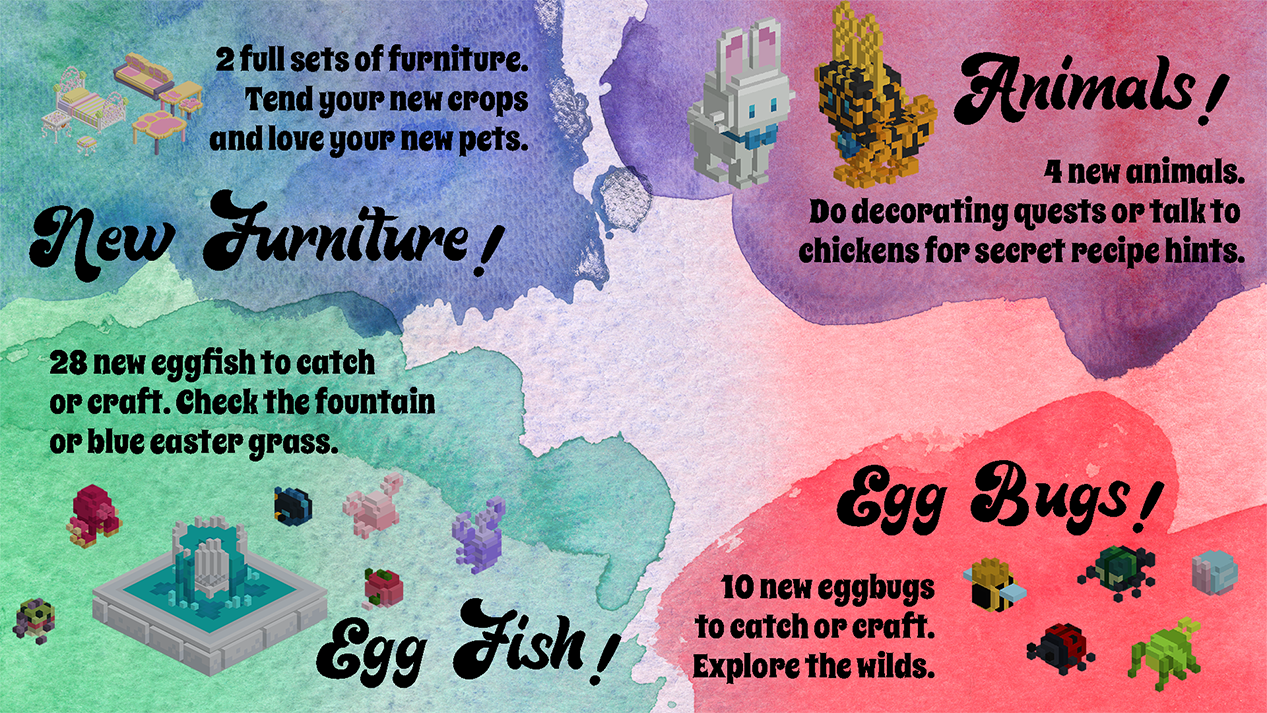 2 full sets of furniture.
Tend your new crops
and love your new pets.
New Furniture!
Animals!
4 new animals.
Do decorating quests or talk to
chickens for secret recipe hints.
28 new eggfish to catch
or craft. Check the fountain
or blue easter grass.
Egg Fish!
Egg Bugs!
10 new eggbugs
to catch or craft.
Explore the wilds.